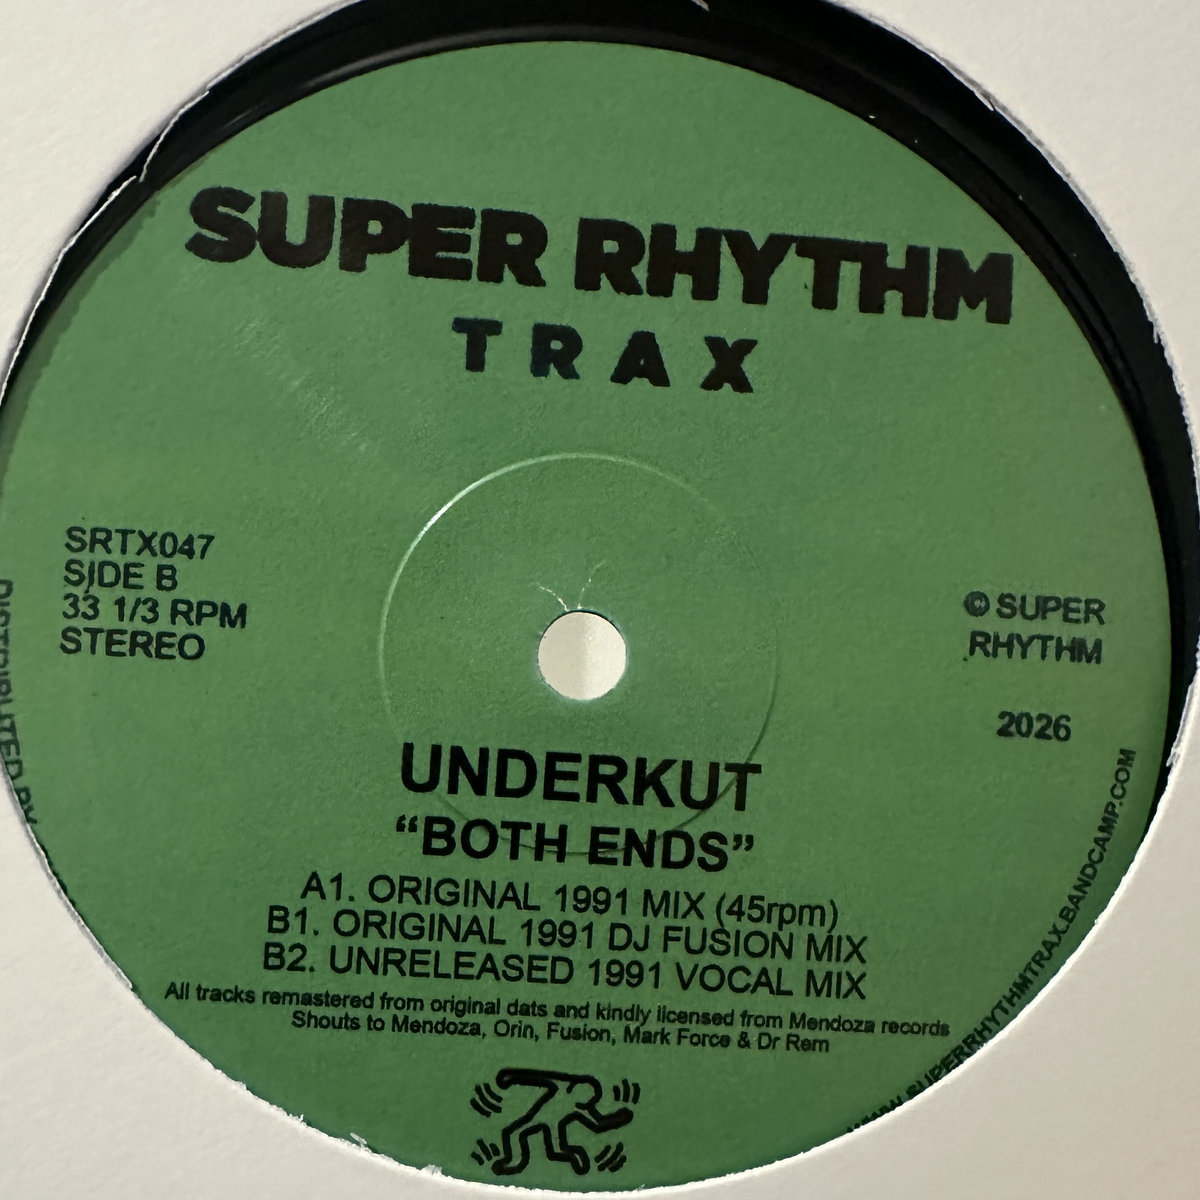 SUPER RHYTHM
TRAX
SRTX047
SIDE B
33 1/3 RPM
STEREO
© SUPER
RHYTHM
2026
UNDERKUT
“BOTH ENDS”
A1. ORIGINAL 1991 MIX (45rpm)
B1. ORIGINAL 1991 DJ FUSION MIX
B2. UNRELEASED 1991 VOCAL MIX
All tracks remastered from original dats and kindly licensed from Mendoza records
Shouts to Mendoza, Orin, Fusion, Mark Force & Dr Rem
DISTRIBUTED BY
WWW.SUPERRHYTHMTRAX.BANDCAMP.COM